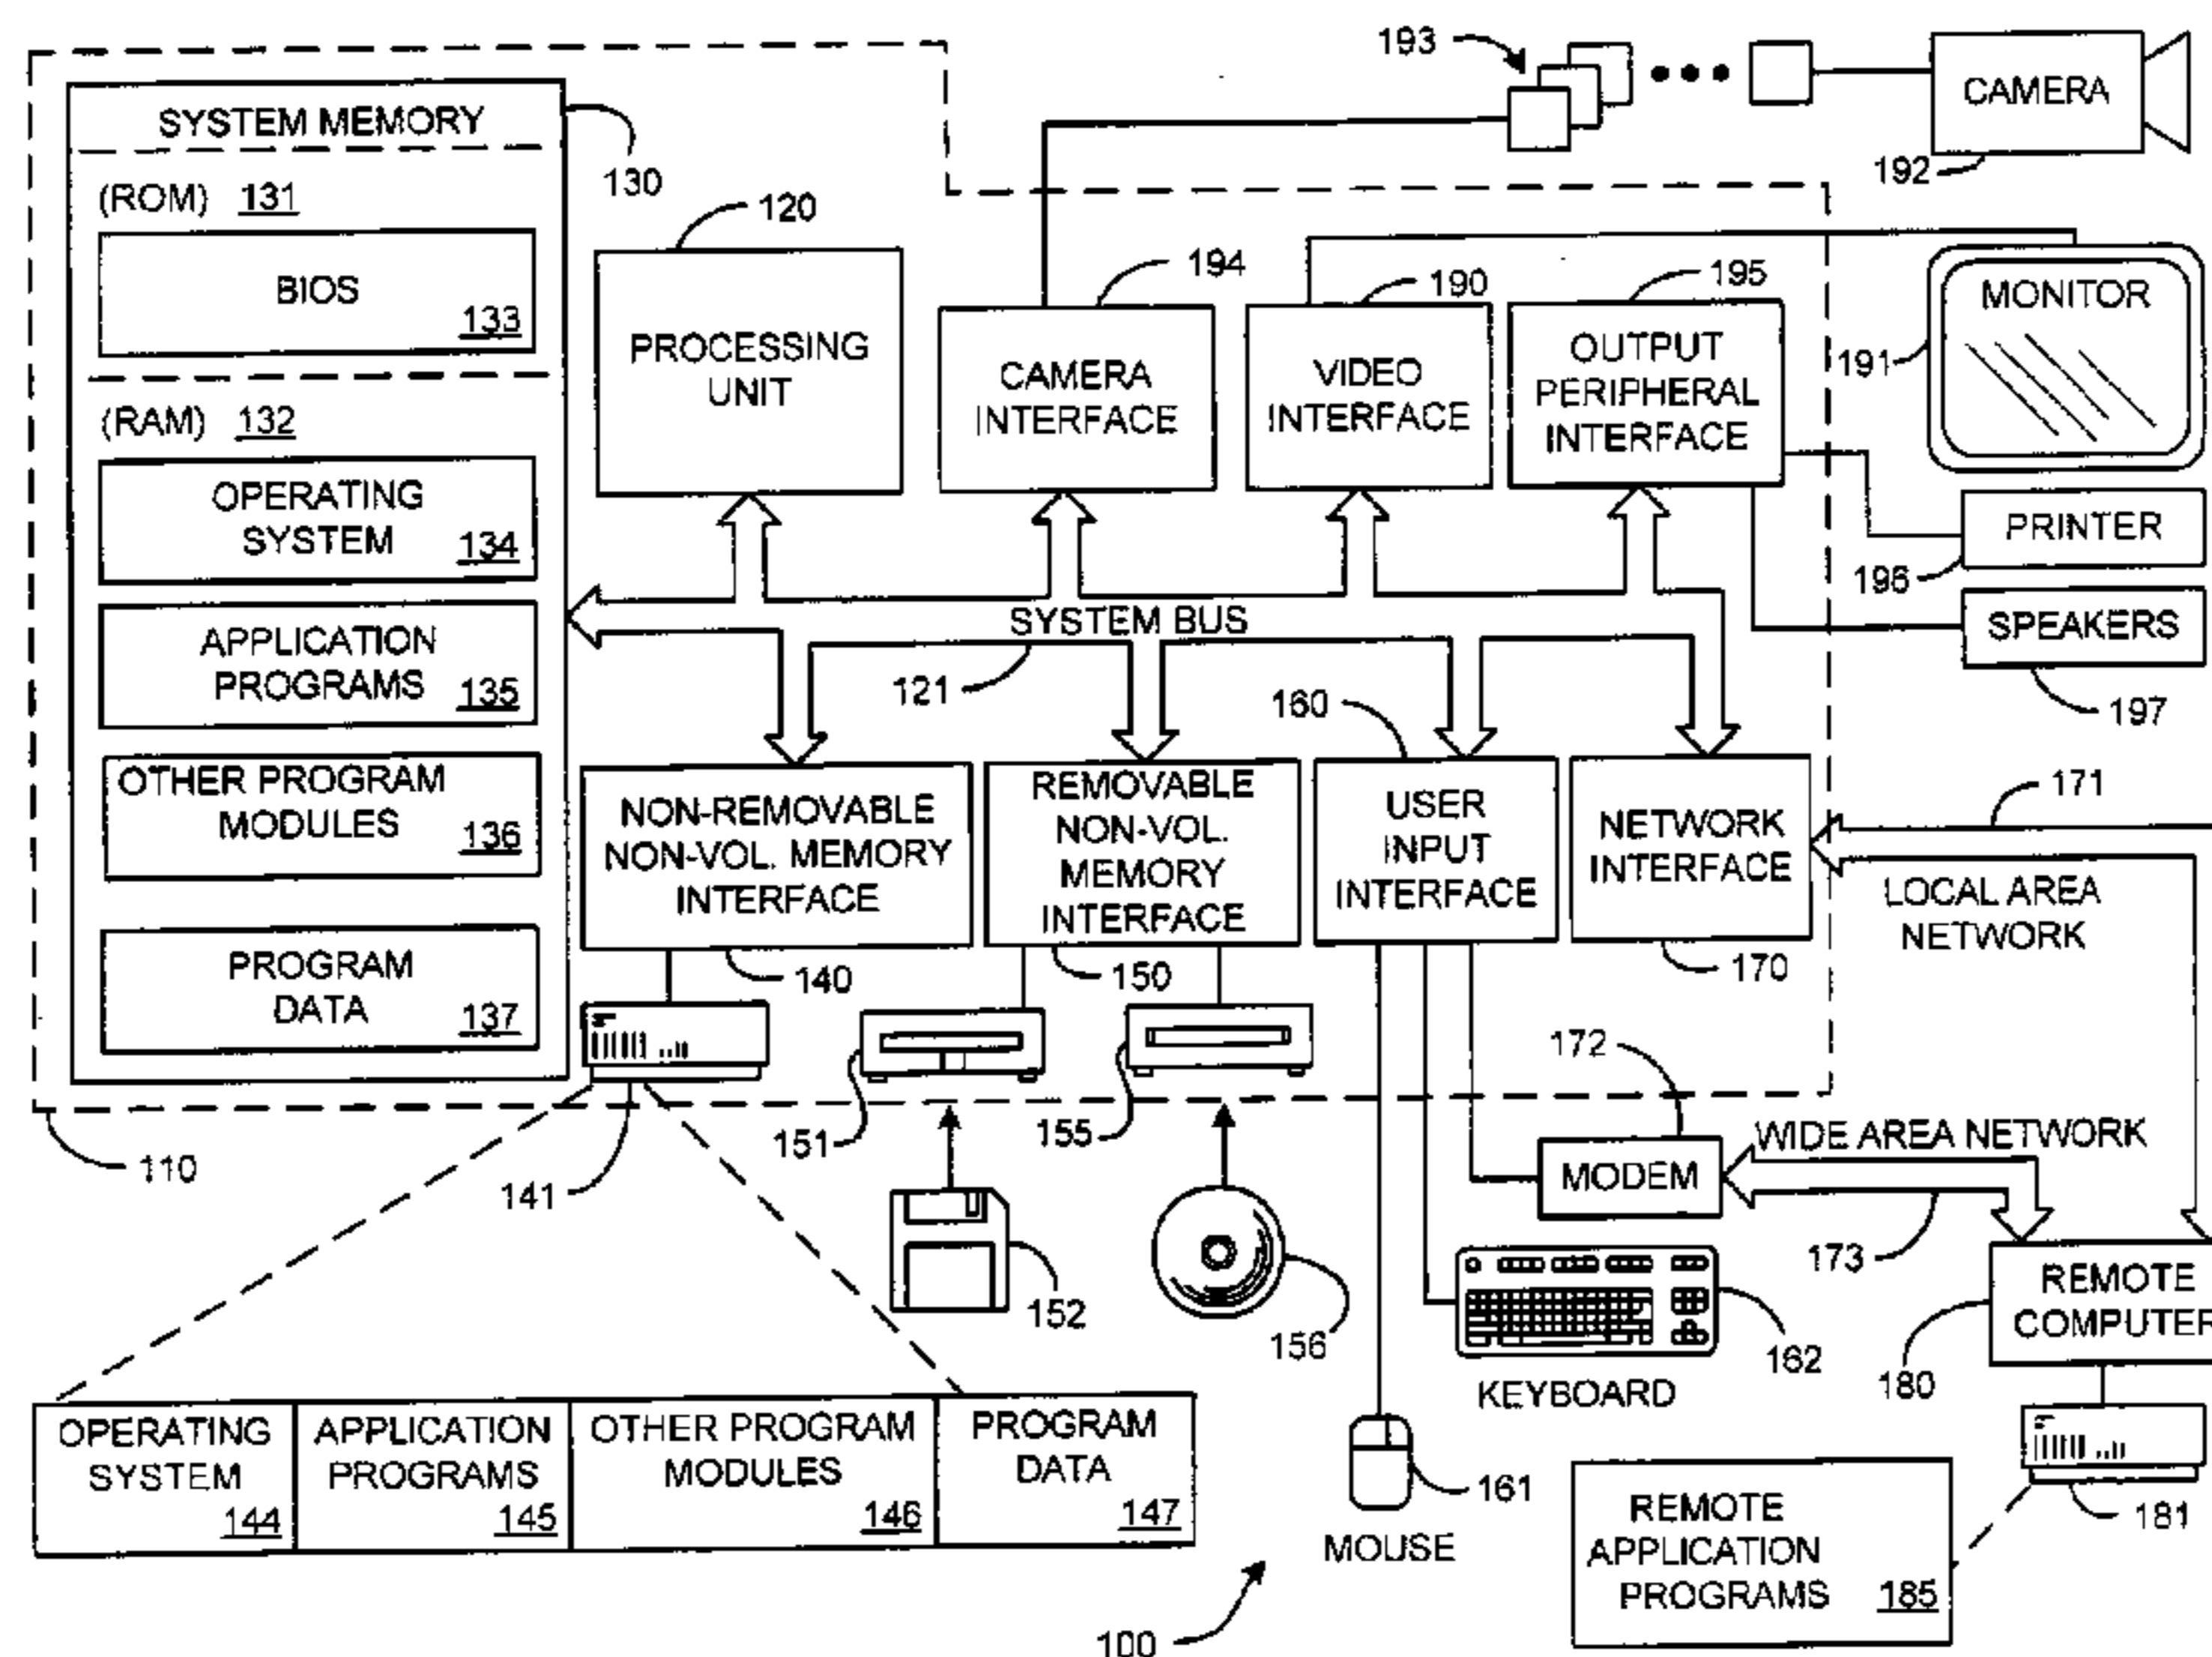 193
CAMERA
192
SYSTEM MEMORY
130
(ROM) 131
BIOS
133
(RAM) 132
OPERATING
SYSTEM 134
APPLICATION
PROGRAMS 135
OTHER PROGRAM
MODULES 136
PROGRAM
DATA 137
120
PROCESSING
UNIT
194
CAMERA
INTERFACE
190
VIDEO
INTERFACE
195
OUTPUT
PERIPHERAL
INTERFACE
MONITOR
191
PRINTER
196
SPEAKERS
197
SYSTEM BUS
121
NON-REMOVABLE
NON-VOL. MEMORY
INTERFACE
140
REMOVABLE
NON-VOL.
MEMORY
INTERFACE
150
160
USER
INPUT
INTERFACE
NETWORK
INTERFACE
170
171
LOCAL AREA
NETWORK
110
141
151
152
155
156
172
MODEM
WIDE AREA NETWORK
173
162
KEYBOARD
161
MOUSE
REMOTE
COMPUTER
180
181
REMOTE
APPLICATION
PROGRAMS 185
OPERATING
SYSTEM
144
APPLICATION
PROGRAMS
145
OTHER PROGRAM
MODULES
146
PROGRAM
DATA
147
100